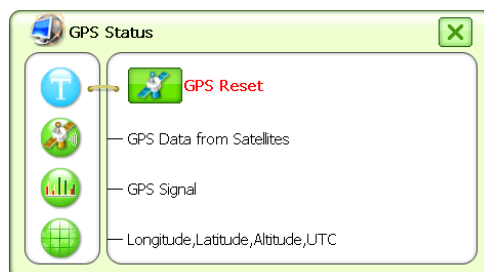 GPS Status
T
GPS Reset
GPS Data from Satellites
GPS Signal
Longitude,Latitude,Altitude,UTC